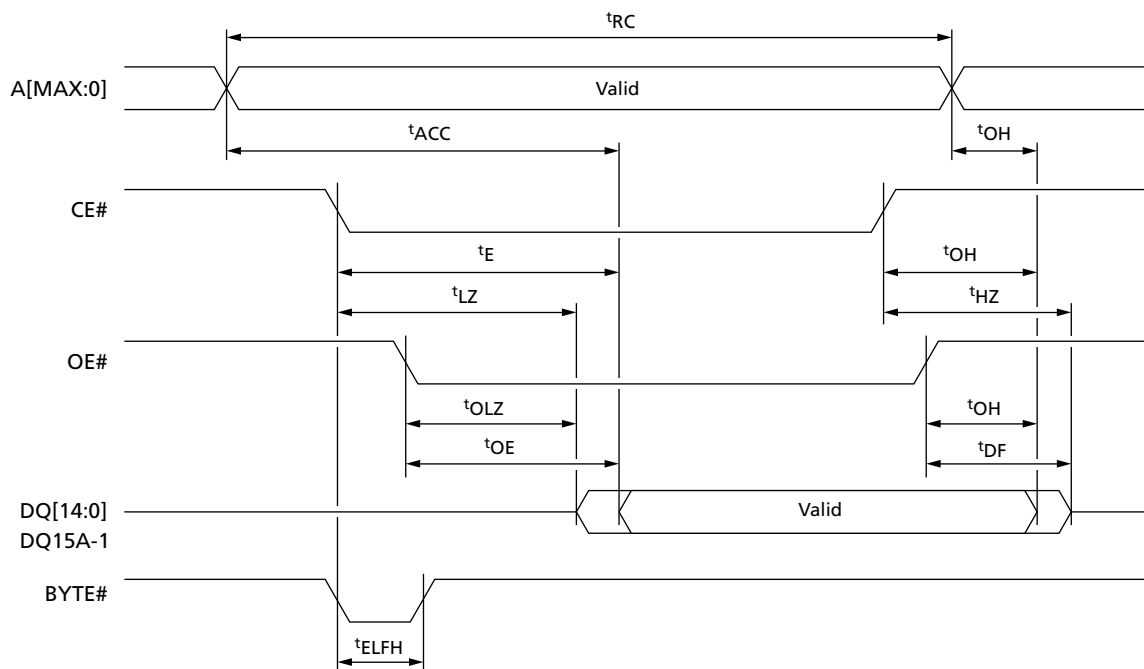 tRC
A[MAX:0]
Valid
tACC
tOH
CE#
tE
tOH
tLZ
tHZ
OE#
tOLZ
tOH
tOE
tDF
DQ[14:0]
Valid
DQ15A-1
BYTE#
tELFH